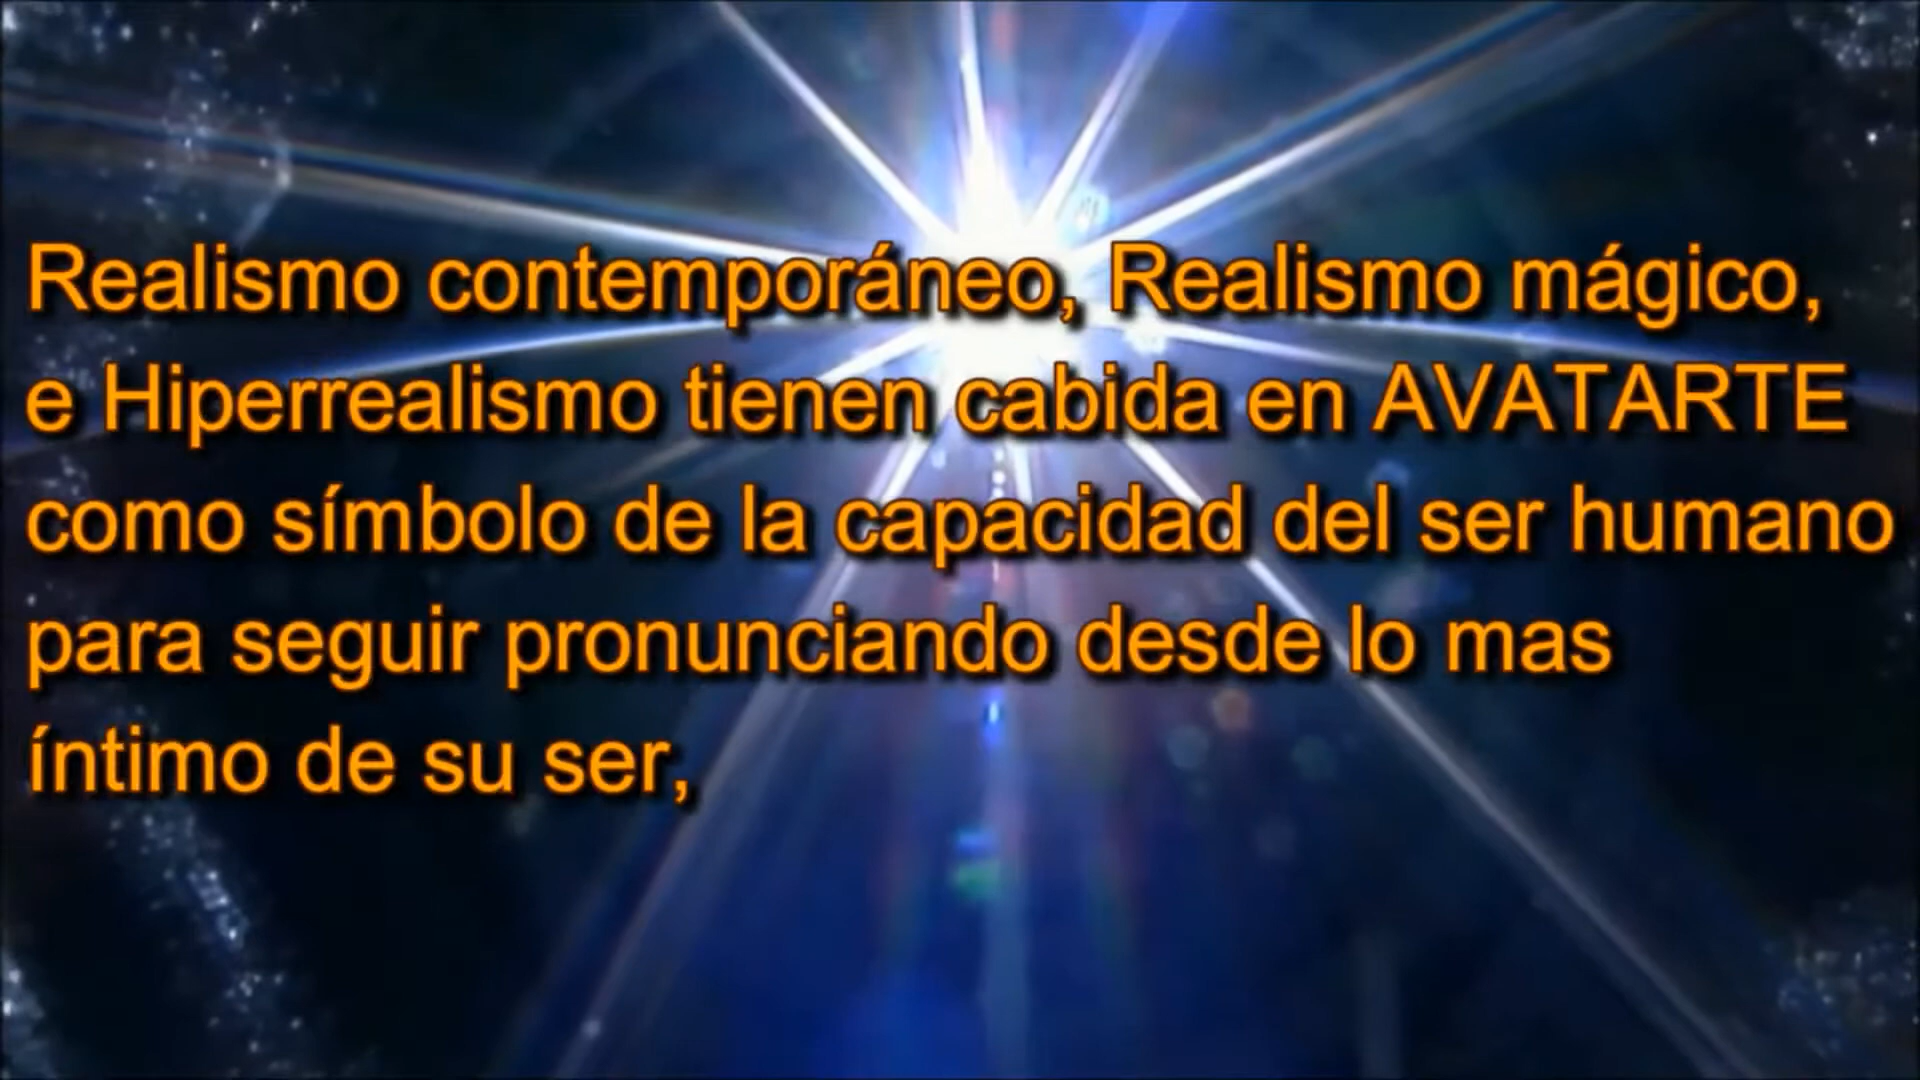 Realismo contemporáneo, Realismo mágico,
e Hiperrealismo tienen cabida en AVATARTE
como símbolo de la capacidad del ser humano
para seguir pronunciando desde lo mas
íntimo de su ser,